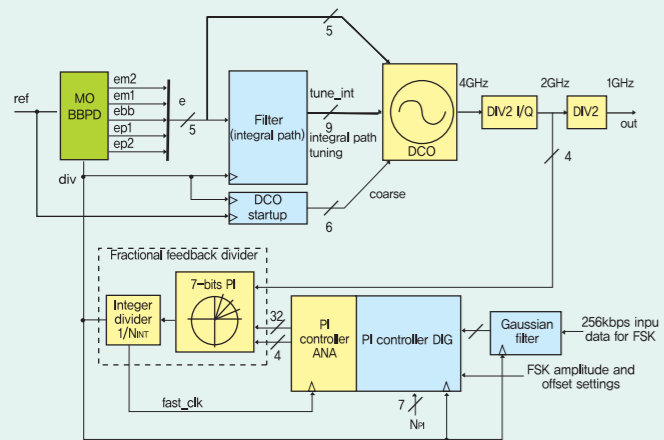 5
ref
MO
BBPD
em2
em1
ebb
ep1
ep2
e
5
Filter
(integral path)
tune_int
9
integral path
tuning
DCO
4GHz
DIV2 I/Q
2GHz
DIV2
1GHz
out
4
div
DCO
startup
6
coarse
Fractional feedback divider
Integer
divider
1/NINT
7-bits PI
32
4
PI
controller
ANA
PI controller DIG
Gaussian
filter
256kbps inpu
data for FSK
FSK amplitude and
offset settings
fast_clk
7
NPI